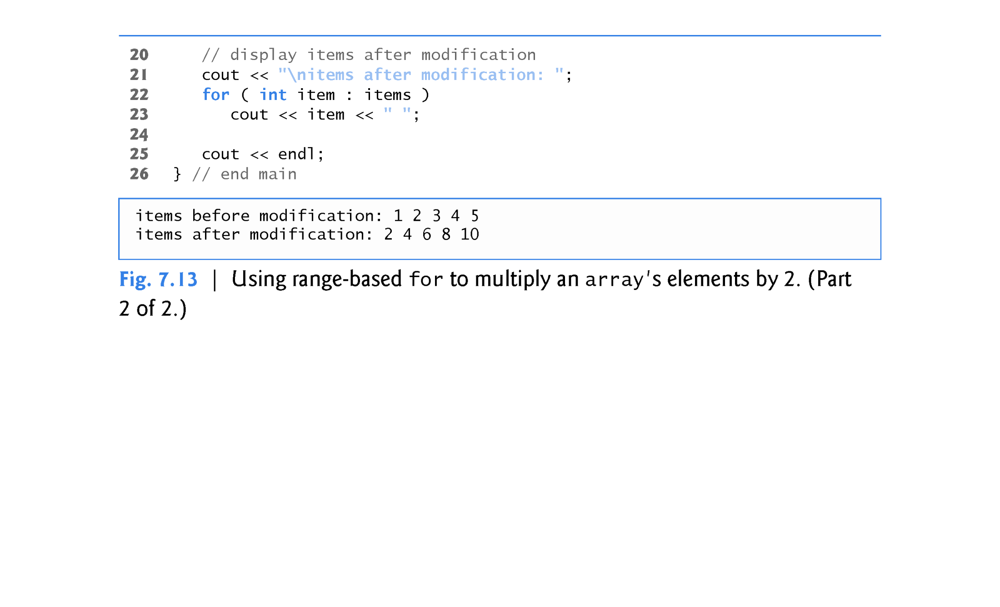 20 // display items after modification
21 cout << "\nitems after modification: ";
22 for ( int item : items )
23 cout << item << " ";
24
25 cout << endl;
26 } // end main
items before modification: 1 2 3 4 5
items after modification: 2 4 6 8 10
Fig. 7.13 | Using range-based for to multiply an array's elements by 2. (Part
2 of 2.)